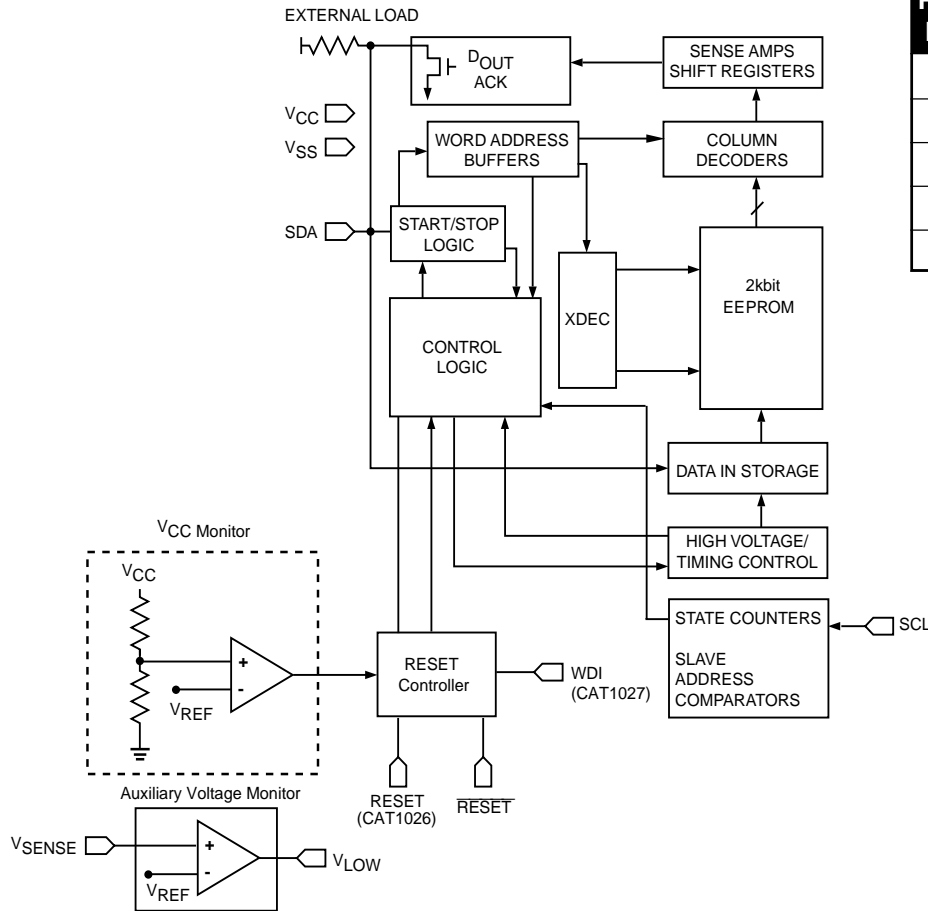 EXTERNAL LOAD
DOUT
ACK
SENSE AMPS
SHIFT REGISTERS
VCC
VSS
WORD ADDRESS
BUFFERS
COLUMN
DECODERS
SDA
START/STOP
LOGIC
XDEC
2kbit
EEPROM
CONTROL
LOGIC
DATA IN STORAGE
VCC Monitor
HIGH VOLTAGE/
TIMING CONTROL
VCC
+
-
VREF
RESET
Controller
WDI
(CAT1027)
STATE COUNTERS
SLAVE
ADDRESS
COMPARATORS
SCL
RESET
(CAT1026)
RESET
Auxiliary Voltage Monitor
VSENSE
+
-
VREF
VLOW